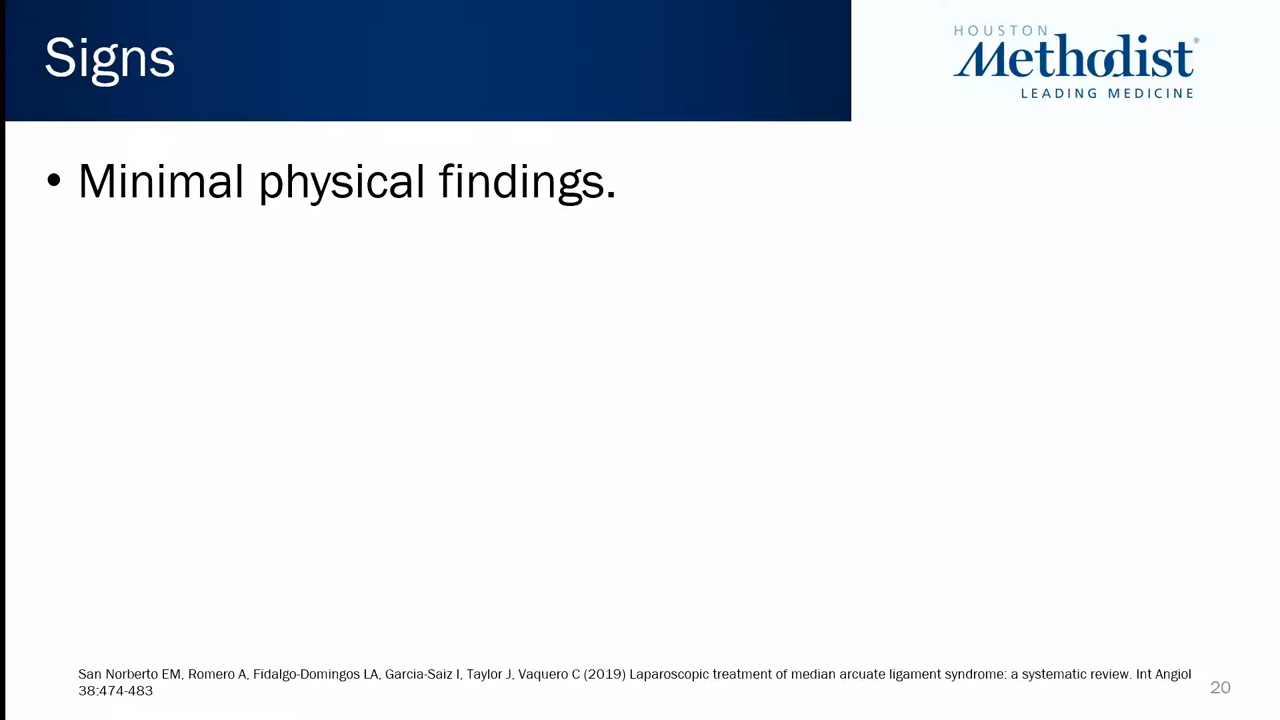 Signs
HOUSTON
Methodist®
LEADING MEDICINE
• Minimal physical findings.
San Norberto EM, Romero A, Fidalgo-Domingos LA, Garcia-Saiz I, Taylor J, Vaquero C (2019) Laparoscopic treatment of median arcuate ligament syndrome: a systematic review. Int Angiol
38:474-483
20